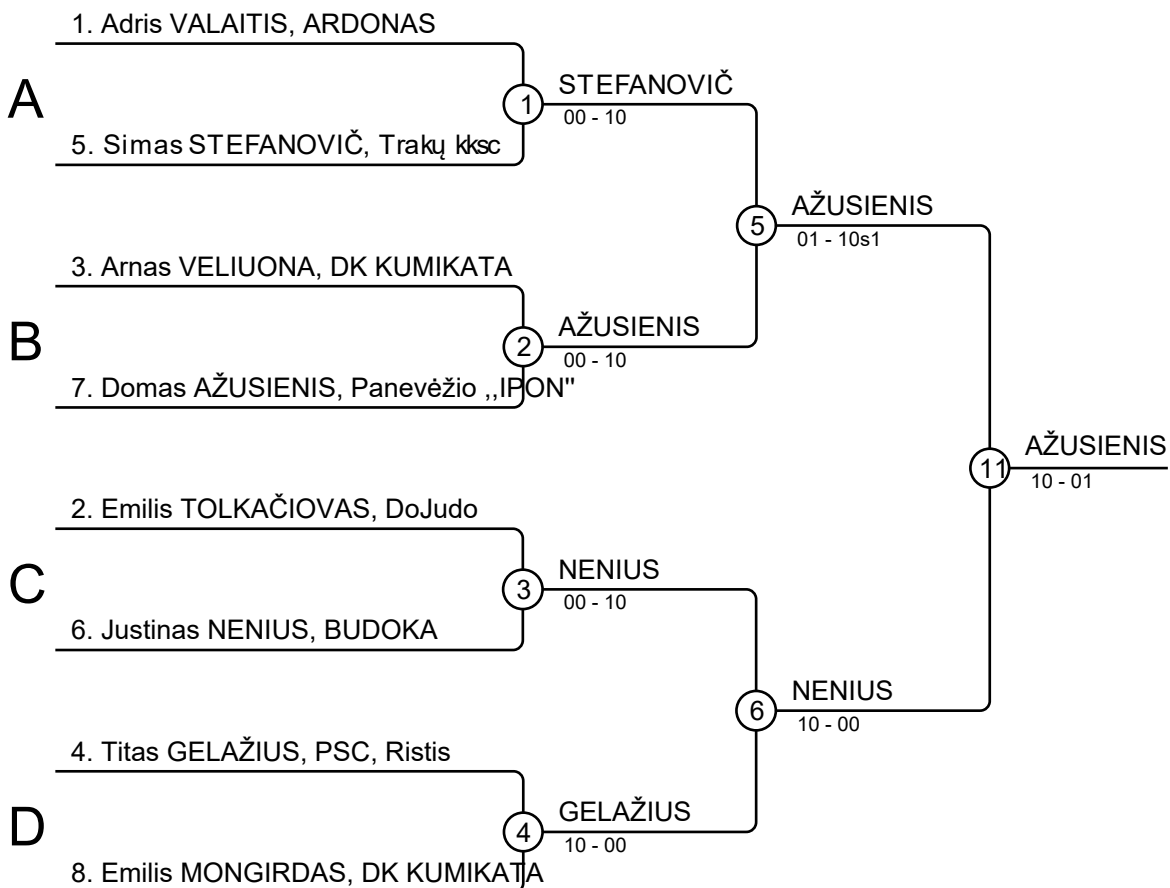 1. Adris VALAITIS, ARDONAS
A
1
STEFANOVIČ
00 - 10
5. Simas STEFANOVIČ, Trakų kksc
5
AŽUSIENIS
01 - 10s1
3. Arnas VELIUONA, DK KUMIKATA
B
2
AŽUSIENIS
00 - 10
7. Domas AŽUSIENIS, Panevėžio ,,IPON"
11
AŽUSIENIS
10 - 01
2. Emilis TOLKAČIOVAS, DoJudo
C
3
NENIUS
00 - 10
6. Justinas NENIUS, BUDOKA
6
NENIUS
10 - 00
4. Titas GELAŽIUS, PSC, Ristis
D
4
GELAŽIUS
10 - 00
8. Emilis MONGIRDAS, DK KUMIKATA